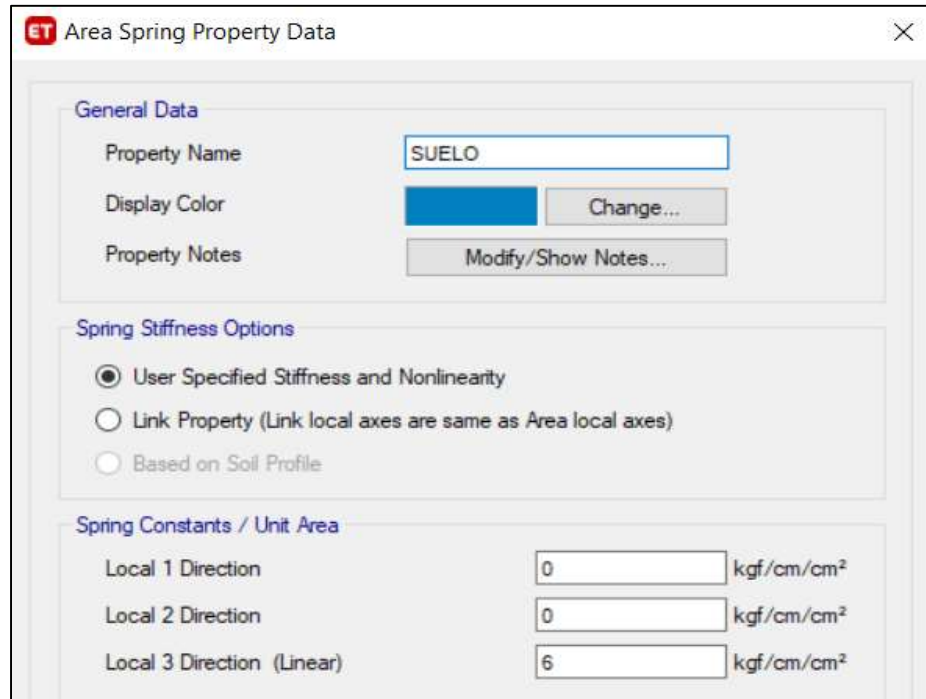 ET Area Spring Property Data
General Data
Property Name SUELO
Display Color Change...
Property Notes Modify/Show Notes...
Spring Stiffness Options
User Specified Stiffness and Nonlinearity
Link Property (Link local axes are same as Area local axes)
Based on Soil Profile
Spring Constants / Unit Area
Local 1 Direction 0 kgf/cm/cm²
Local 2 Direction 0 kgf/cm/cm²
Local 3 Direction (Linear) 6 kgf/cm/cm²